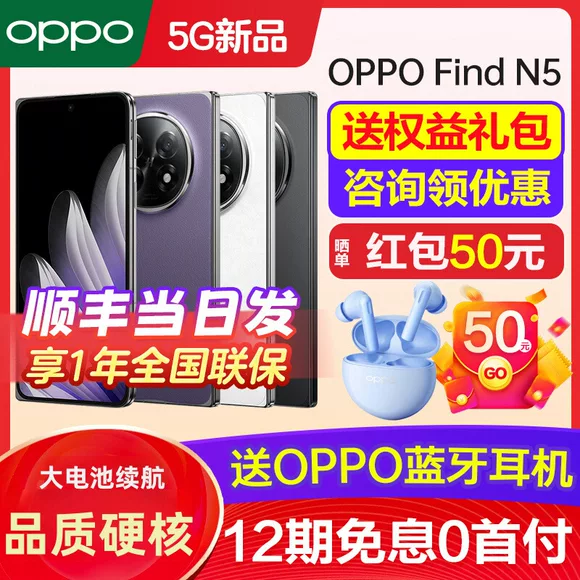 oppo
5G新品
OPPO Find N5
送权益礼包
咨询领优惠
晒单
红包50元
顺丰当日发
享1年全国联保
50元
GO
oppo
大电池续航
品质硬核
送OPPO蓝牙耳机
12期免息0首付